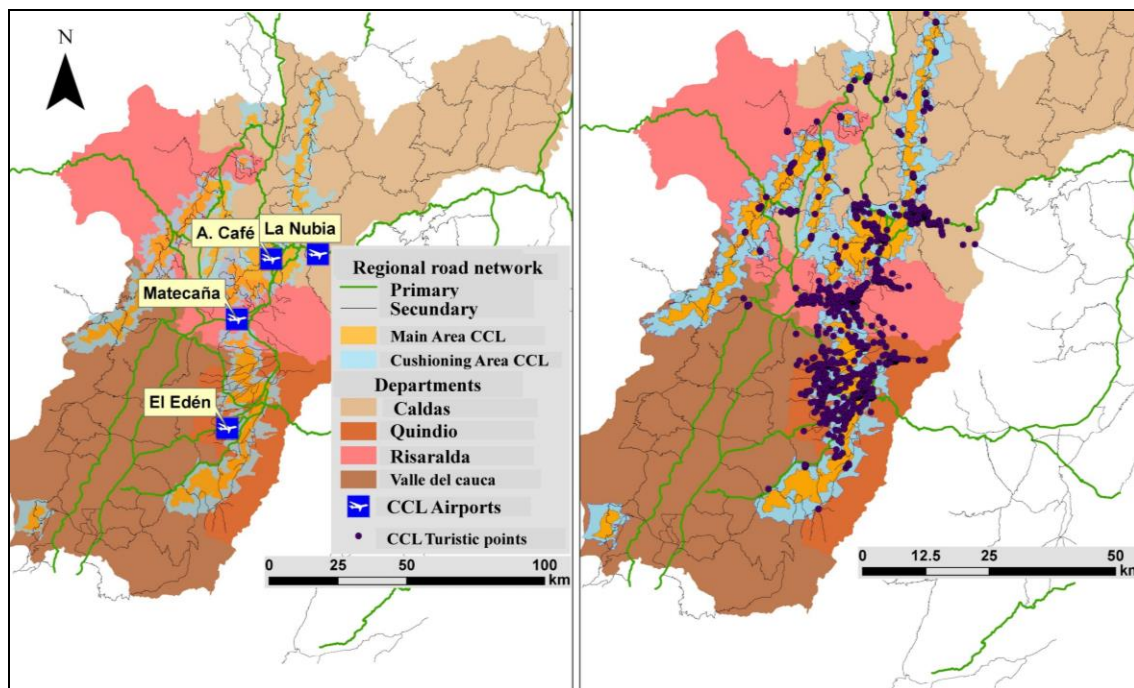 N
A. Café
La Nubia
Matecaña
El Edén
Regional road network
Primary
Secondary
Main Area CCL
Cushioning Area CCL
Departments
Caldas
Quindio
Risaralda
Valle del cauca
CCL Airports
CCL Turistic points
0 25 50 100
km
0 12.5 25 50
km